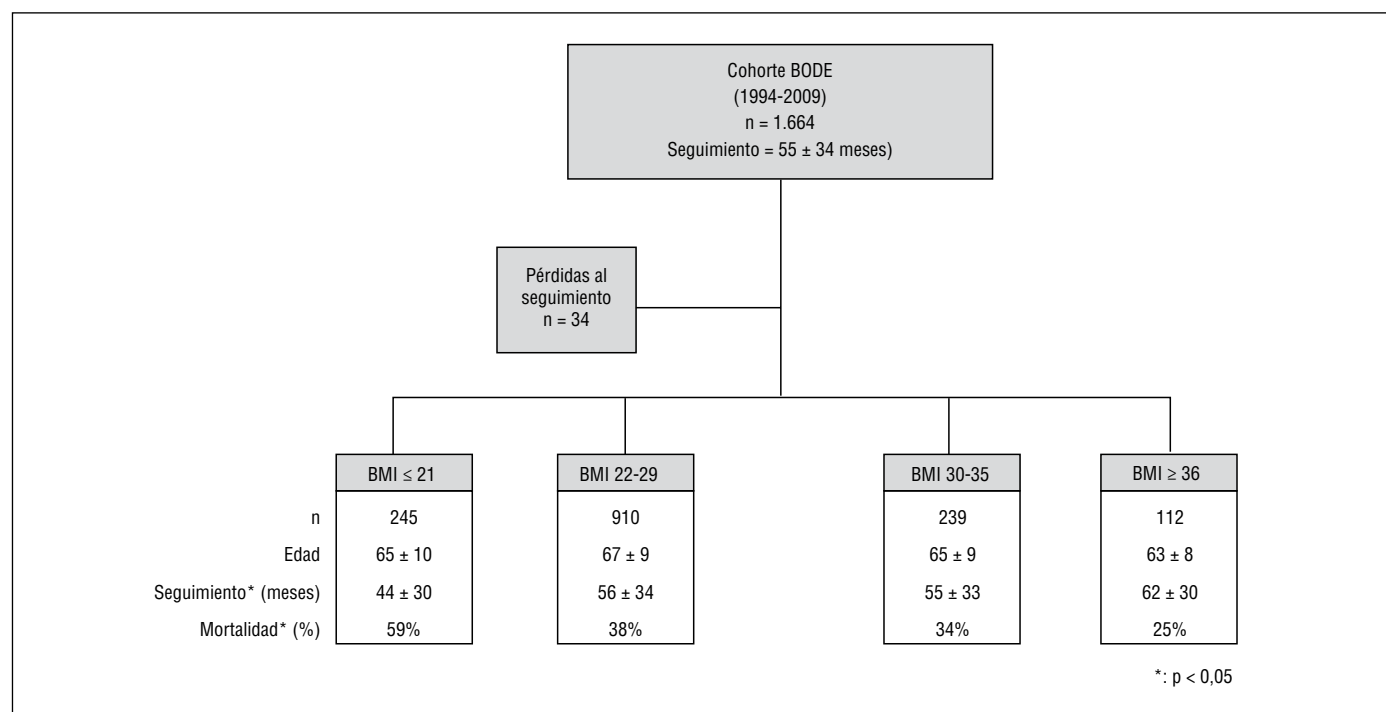 Cohorte BODE
(1994-2009)
n = 1.664
Seguimiento = 55 ± 34 meses)
Pérdidas al
seguimiento
n = 34
BMI ≤ 21 BMI 22-29 BMI 30-35 BMI ≥ 36
n 245 910 239 112
Edad 65 ± 10 67 ± 9 65 ± 9 63 ± 8
Seguimiento* (meses) 44 ± 30 56 ± 34 55 ± 33 62 ± 30
Mortalidad* (%) 59% 38% 34% 25%
*: p < 0,05